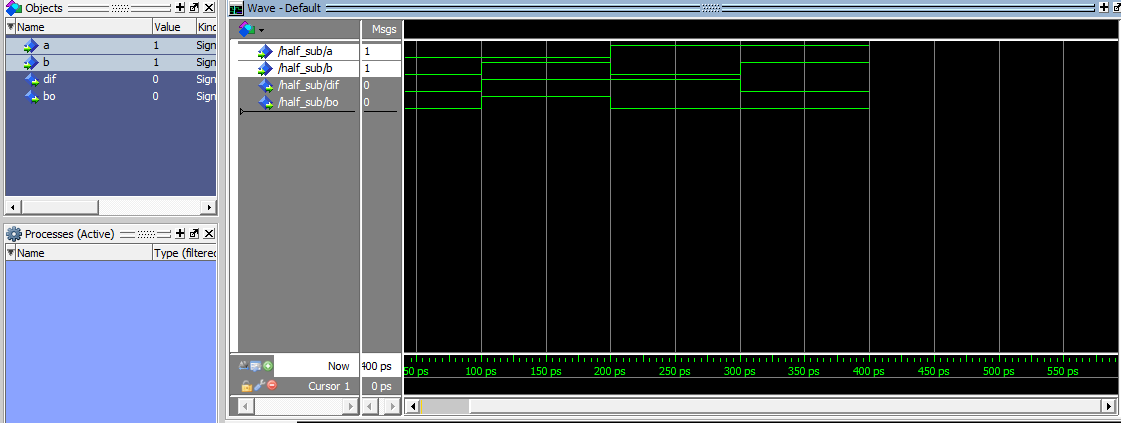 Objects
Name Value Kind
a 1 Sign
b 1 Sign
dif 0 Sign
bo 0 Sign
Processes (Active)
Name Type (filtered
Wave - Default
Msgs
/half_sub/a 1
/half_sub/b 1
/half_sub/dif 0
/half_sub/bo 0
Now 400 ps
Cursor 1 0 ps
50 ps 100 ps 150 ps 200 ps 250 ps 300 ps 350 ps 400 ps 450 ps 500 ps 550 ps